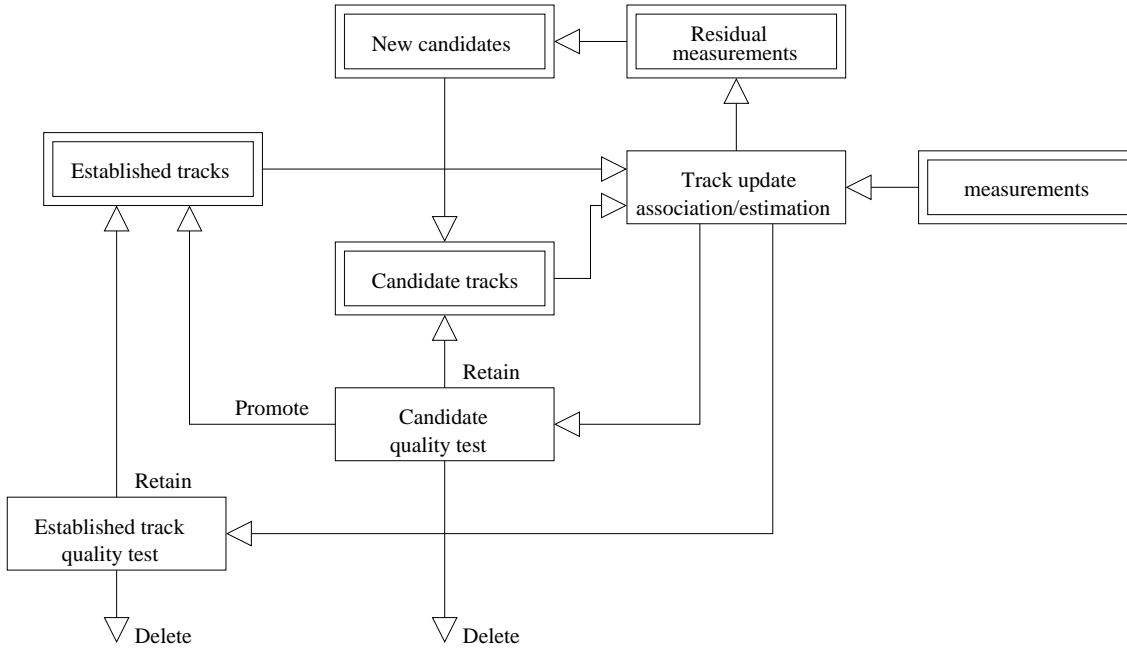 New candidates
Residual
measurements
Established tracks
Track update
association/estimation
measurements
Candidate tracks
Retain
Promote
Candidate
quality test
Retain
Established track
quality test
Delete
Delete